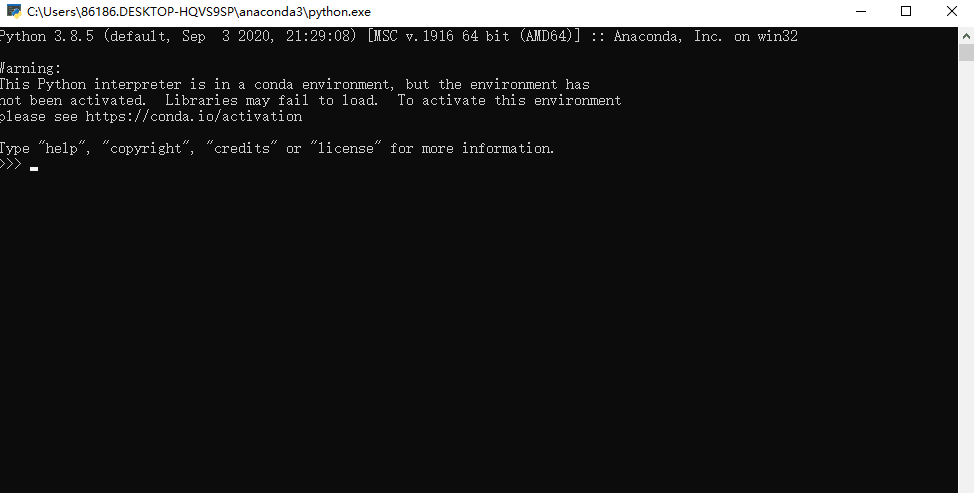 C:\Users\86186.DESKTOP-HQVS9SP\anaconda3\python.exe
Python 3.8.5 (default, Sep  3 2020, 21:29:08) [MSC v.1916 64 bit (AMD64)] :: Anaconda, Inc. on win32
Warning:
This Python interpreter is in a conda environment, but the environment has
not been activated.  Libraries may fail to load.  To activate this environment
please see https://conda.io/activation
Type "help", "copyright", "credits" or "license" for more information.
>>>